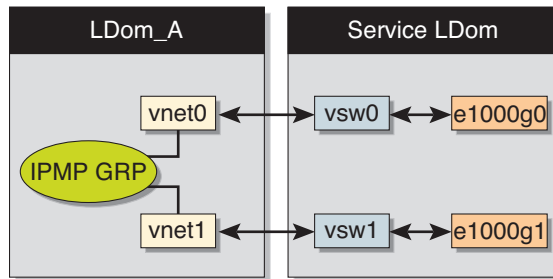 LDom_A
Service LDom
vnet0
vsw0
e1000g0
IPMP GRP
vnet1
vsw1
e1000g1